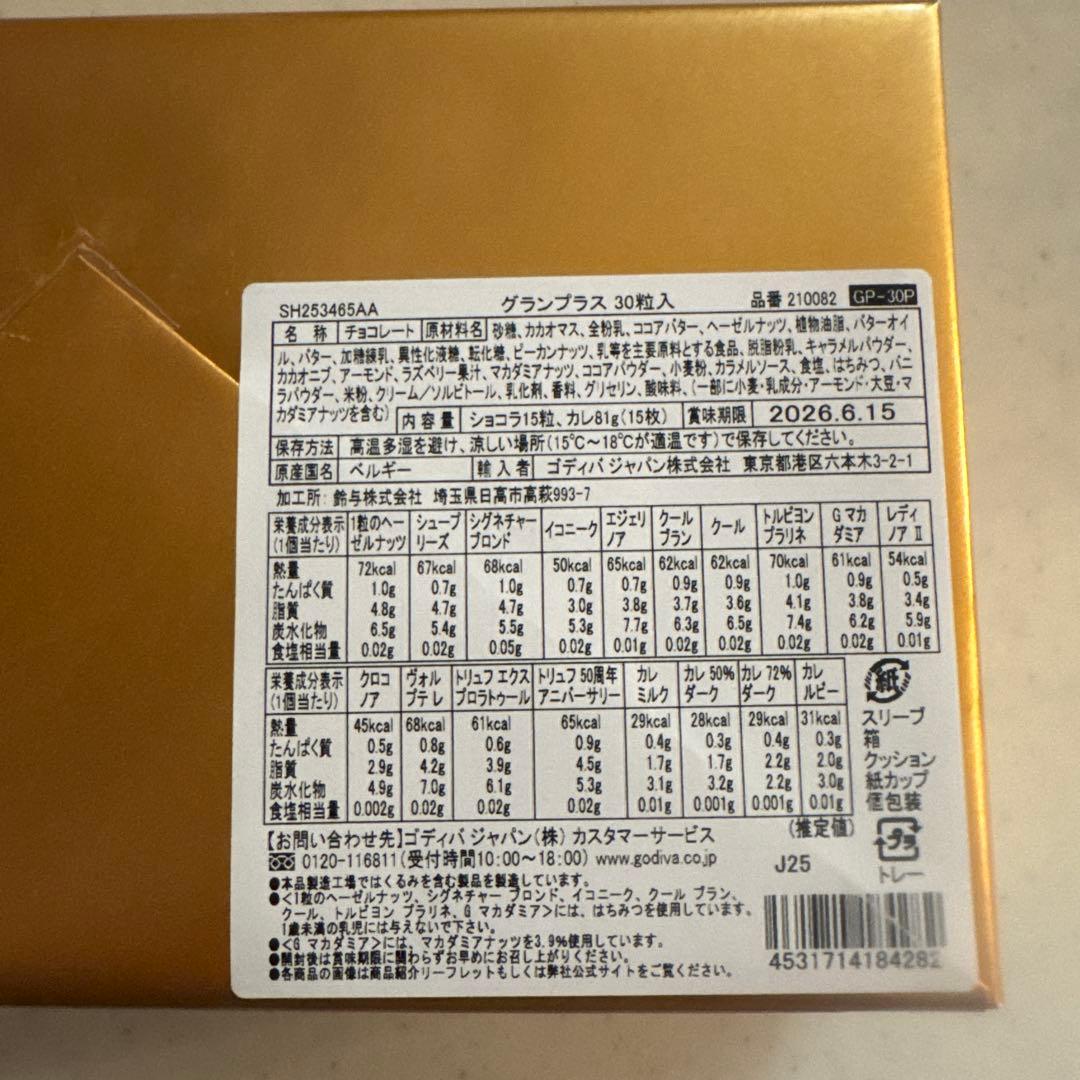 SH253465AA グランプラス 30粒入 品番 210082 GP-30P
名 称 チョコレート 原材料名 砂糖、カカオマス、全粉乳、ココアバター、ヘーゼルナッツ、植物油脂、バターオイ
ル、バター、加糖練乳、異性化液糖、転化糖、ピーカンナッツ、乳等を主要原料とする食品、脱脂粉乳、キャラメルパウダー、
カカオニブ、アーモンド、ラズベリー果汁、マカダミアナッツ、ココアパウダー、小麦粉、カラメルソース、食塩、はちみつ、バニ
ラパウダー、米粉、クリーム/ソルビトール、乳化剤、香料、グリセリン、酸味料、(一部に小麦・乳成分・アーモンド・大豆・マ
カダミアナッツを含む) 内容量 ショコラ15粒、カレ81g(15枚) 賞味期限 2026.6.15
保存方法 高温多湿を避け、涼しい場所(15℃~18℃が適温です)で保存してください。
原産国名 ベルギー 輸入者 ゴディバ ジャパン株式会社 東京都港区六本木3-2-1
加工所: 鈴与株式会社 埼玉県日高市高萩993-7
栄養成分表示 1粒のヘー シューブ シグネチャー イコニーク エジェリ クール クール トルビヨン G マカ レディ
(1個当たり) ゼルナッツ リーズ ブロンド ノア ブラン プラリネ ダミア ノア Ⅱ
熱量 72kcal 67kcal 68kcal 50kcal 65kcal 62kcal 62kcal 70kcal 61kcal 54kcal
たんぱく質 1.0g 0.7g 1.0g 0.7g 0.7g 0.9g 0.9g 1.0g 0.9g 0.5g
脂質 4.8g 4.7g 4.7g 3.0g 3.8g 3.7g 3.6g 4.1g 3.8g 3.4g
炭水化物 6.5g 5.4g 5.5g 5.3g 7.7g 6.3g 6.5g 7.4g 6.2g 5.9g
食塩相当量 0.02g 0.02g 0.05g 0.02g 0.01g 0.02g 0.02g 0.02g 0.02g 0.01g
栄養成分表示 クロコ ヴォル トリュフ エクス トリュフ 50周年 カレ カレ 50% カレ 72% カレ
(1個当たり) ノア プテ レ プロラトゥール アニバーサリー ミルク ダーク ダーク ルビー
熱量 45kcal 68kcal 61kcal 65kcal 29kcal 28kcal 29kcal 31kcal
たんぱく質 0.5g 0.8g 0.6g 0.9g 0.4g 0.3g 0.4g 0.3g
脂質 2.9g 4.2g 3.9g 4.5g 1.7g 1.7g 2.2g 2.0g
炭水化物 4.9g 7.0g 6.1g 5.3g 3.1g 3.2g 2.2g 3.0g
食塩相当量 0.002g 0.02g 0.02g 0.02g 0.01g 0.001g 0.001g 0.01g
(推定値)
紙
スリーブ
箱
クッション
紙カップ
個包装
プラ
トレー
【お問い合わせ先】ゴディバ ジャパン(株) カスタマーサービス
0120-116811(受付時間10:00~18:00) www.godiva.co.jp
J25
●本品製造工場ではくるみを含む製品を製造しています。
●<1粒のヘーゼルナッツ、シグネチャー ブロンド、イコニーク、クール ブラン、
クール、トルビヨン プラリネ、G マカダミア>には、はちみつを使用しています。
1歳未満の乳児には与えないで下さい。
●<G マカダミア>には、マカダミアナッツを3.9%使用しています。
●開封後は賞味期限に関わらずお早めにお召し上がりください。
●各商品の画像は商品紹介リーフレットもしくは弊社公式サイトをご覧ください。
4531714184282